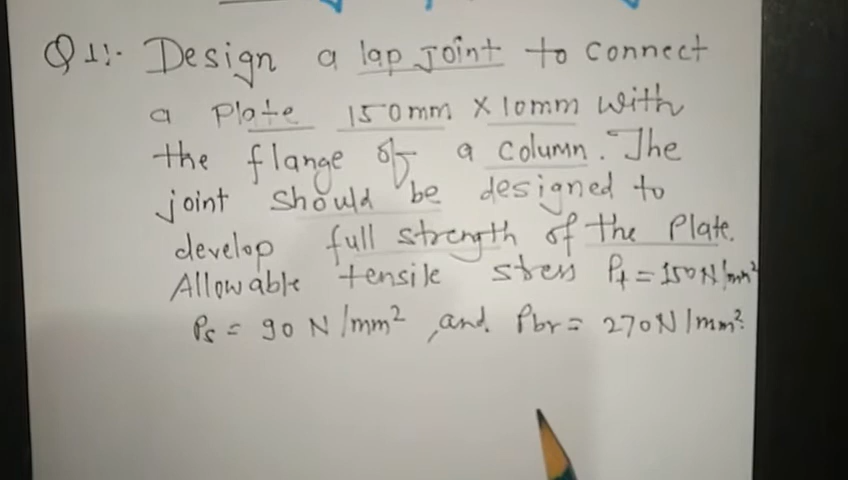 Q1:- Design a lap joint to connect
a Plate 150mm x 10mm with
the flange of a column. The
joint should be designed to
develop full strength of the Plate.
Allowable tensile stress Pt = 150 N/mm²
Ps = 90 N/mm², and Pbr = 270 N/mm².